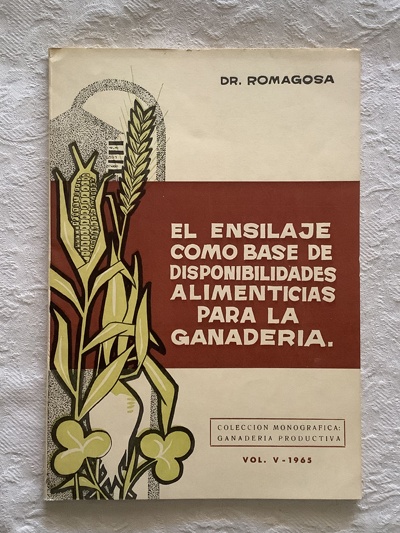 DR. ROMAGOSA
EL ENSILAJE
COMO BASE DE
DISPONIBILIDADES
ALIMENTICIAS
PARA LA
GANADERIA.
COLECCION MONOGRAFICA:
GANADERIA PRODUCTIVA
VOL. V - 1965